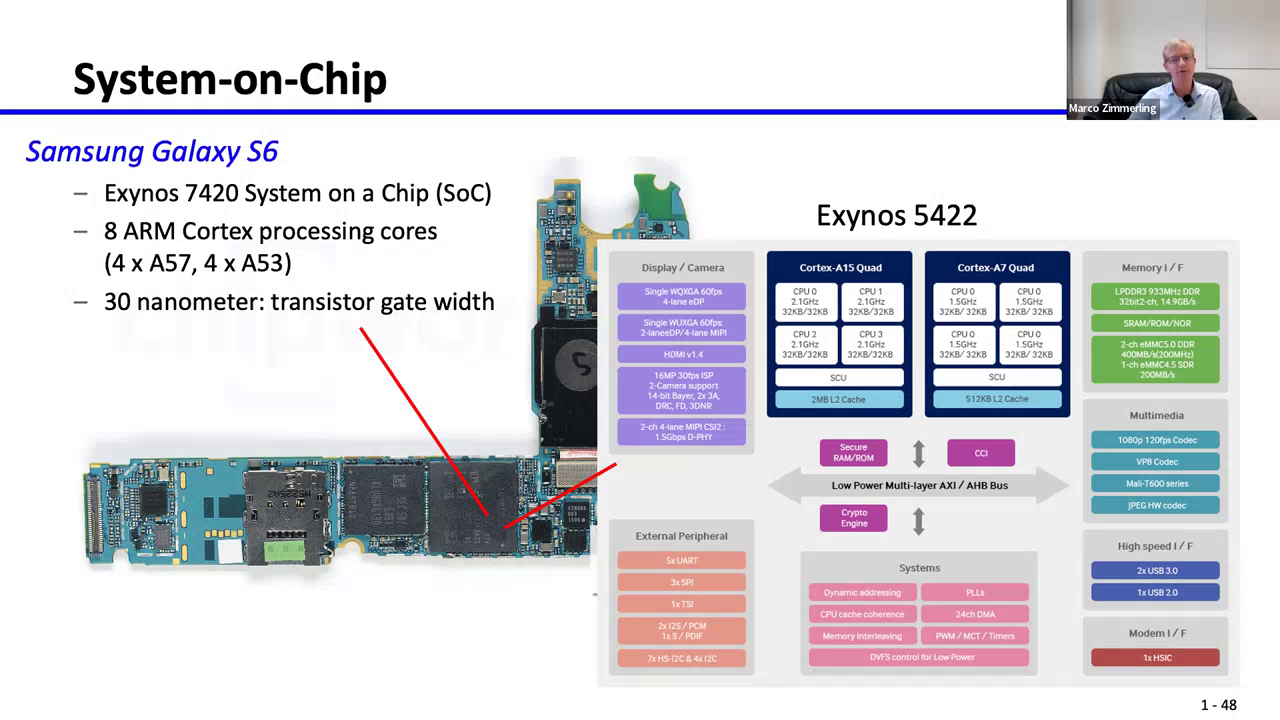 System-on-Chip
Marco Zimmerling
Samsung Galaxy S6
– Exynos 7420 System on a Chip (SoC)
– 8 ARM Cortex processing cores
(4 x A57, 4 x A53)
– 30 nanometer: transistor gate width
Exynos 5422
Display / Camera
Single WQXGA 60fps
4-lane eDP
Single WUXGA 60fps:
2-laneeDP/4-lane MIPI
HDMI v1.4
16MP 30fps ISP
2-Camera support
14-bit Bayer, 2x 3A,
DRC, FD, 3DNR
2-ch 4-lane MIPI CSI2 :
1.5Gbps D-PHY
External Peripheral
5x UART
3x SPI
1x TSI
2x I2S / PCM
1x S / PDIF
7x HS-I2C & 4x I2C
Cortex-A15 Quad
CPU 0
2.1GHz
32KB/32KB
CPU 1
2.1GHz
32KB/32KB
CPU 2
2.1GHz
32KB/32KB
CPU 3
2.1GHz
32KB/32KB
SCU
2MB L2 Cache
Cortex-A7 Quad
CPU 0
1.5GHz
32KB/ 32KB
CPU 0
1.5GHz
32KB/ 32KB
CPU 0
1.5GHz
32KB/ 32KB
CPU 0
1.5GHz
32KB/ 32KB
SCU
512KB L2 Cache
Secure
RAM/ROM
CCI
Low Power Multi-layer AXI / AHB Bus
Crypto
Engine
Systems
Dynamic addressing
PLLs
CPU cache coherence
24ch DMA
Memory Interleaving
PWM / MCT / Timers
DVFS control for Low Power
Memory I / F
LPDDR3 933MHz DDR
32bit2-ch, 14.9GB/s
SRAM/ROM/NOR
2-ch eMMC5.0 DDR
400MB/s(200MHz)
1-ch eMMC4.5 SDR
200MB/s
Multimedia
1080p 120fps Codec
VP8 Codec
Mali-T600 series
JPEG HW codec
High speed I / F
2x USB 3.0
1x USB 2.0
Modem I / F
1x HSIC
1 - 48